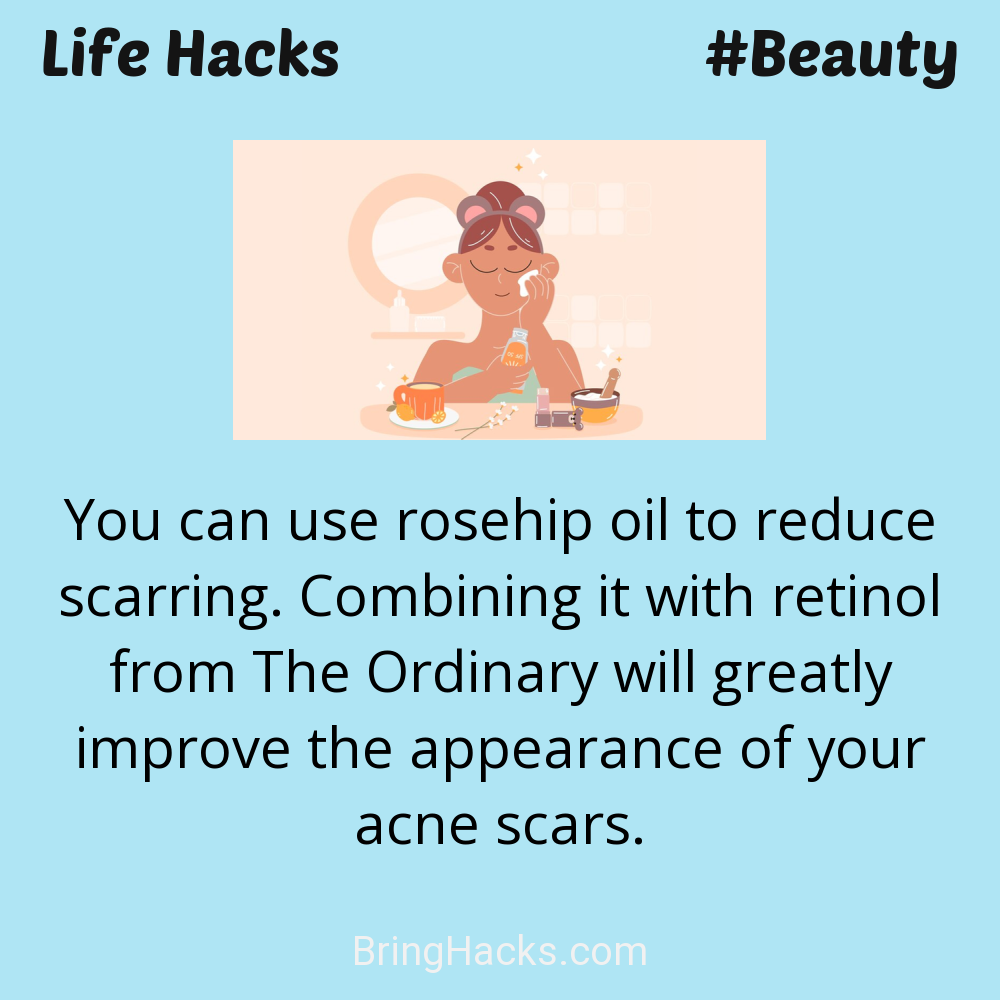 Life Hacks
#Beauty
You can use rosehip oil to reduce
scarring. Combining it with retinol
from The Ordinary will greatly
improve the appearance of your
acne scars.
BringHacks.com